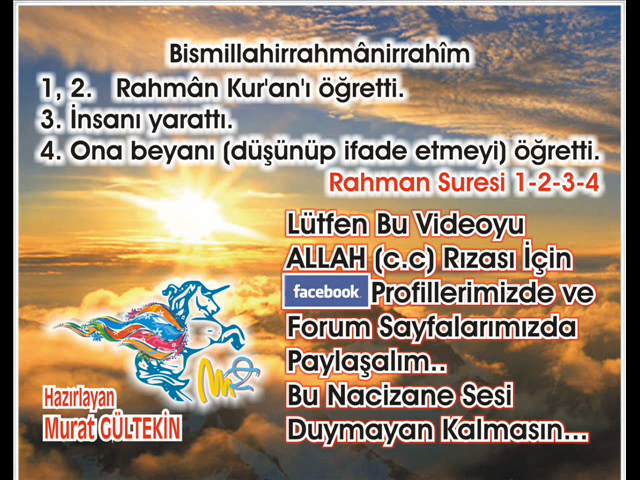 Bismillahirrahmânirrahîm
1, 2. Rahmân Kur'an'ı öğretti.
3. İnsanı yarattı.
4. Ona beyanı (düşünüp ifade etmeyi) öğretti.
Rahman Suresi 1-2-3-4
Lütfen Bu Videoyu
ALLAH (c.c) Rızası İçin
facebook Profillerimizde ve
Forum Sayfalarımızda
Paylaşalım..
Bu Nacizane Sesi
Duymayan Kalmasın...
Hazırlayan
Murat GÜLTEKİN